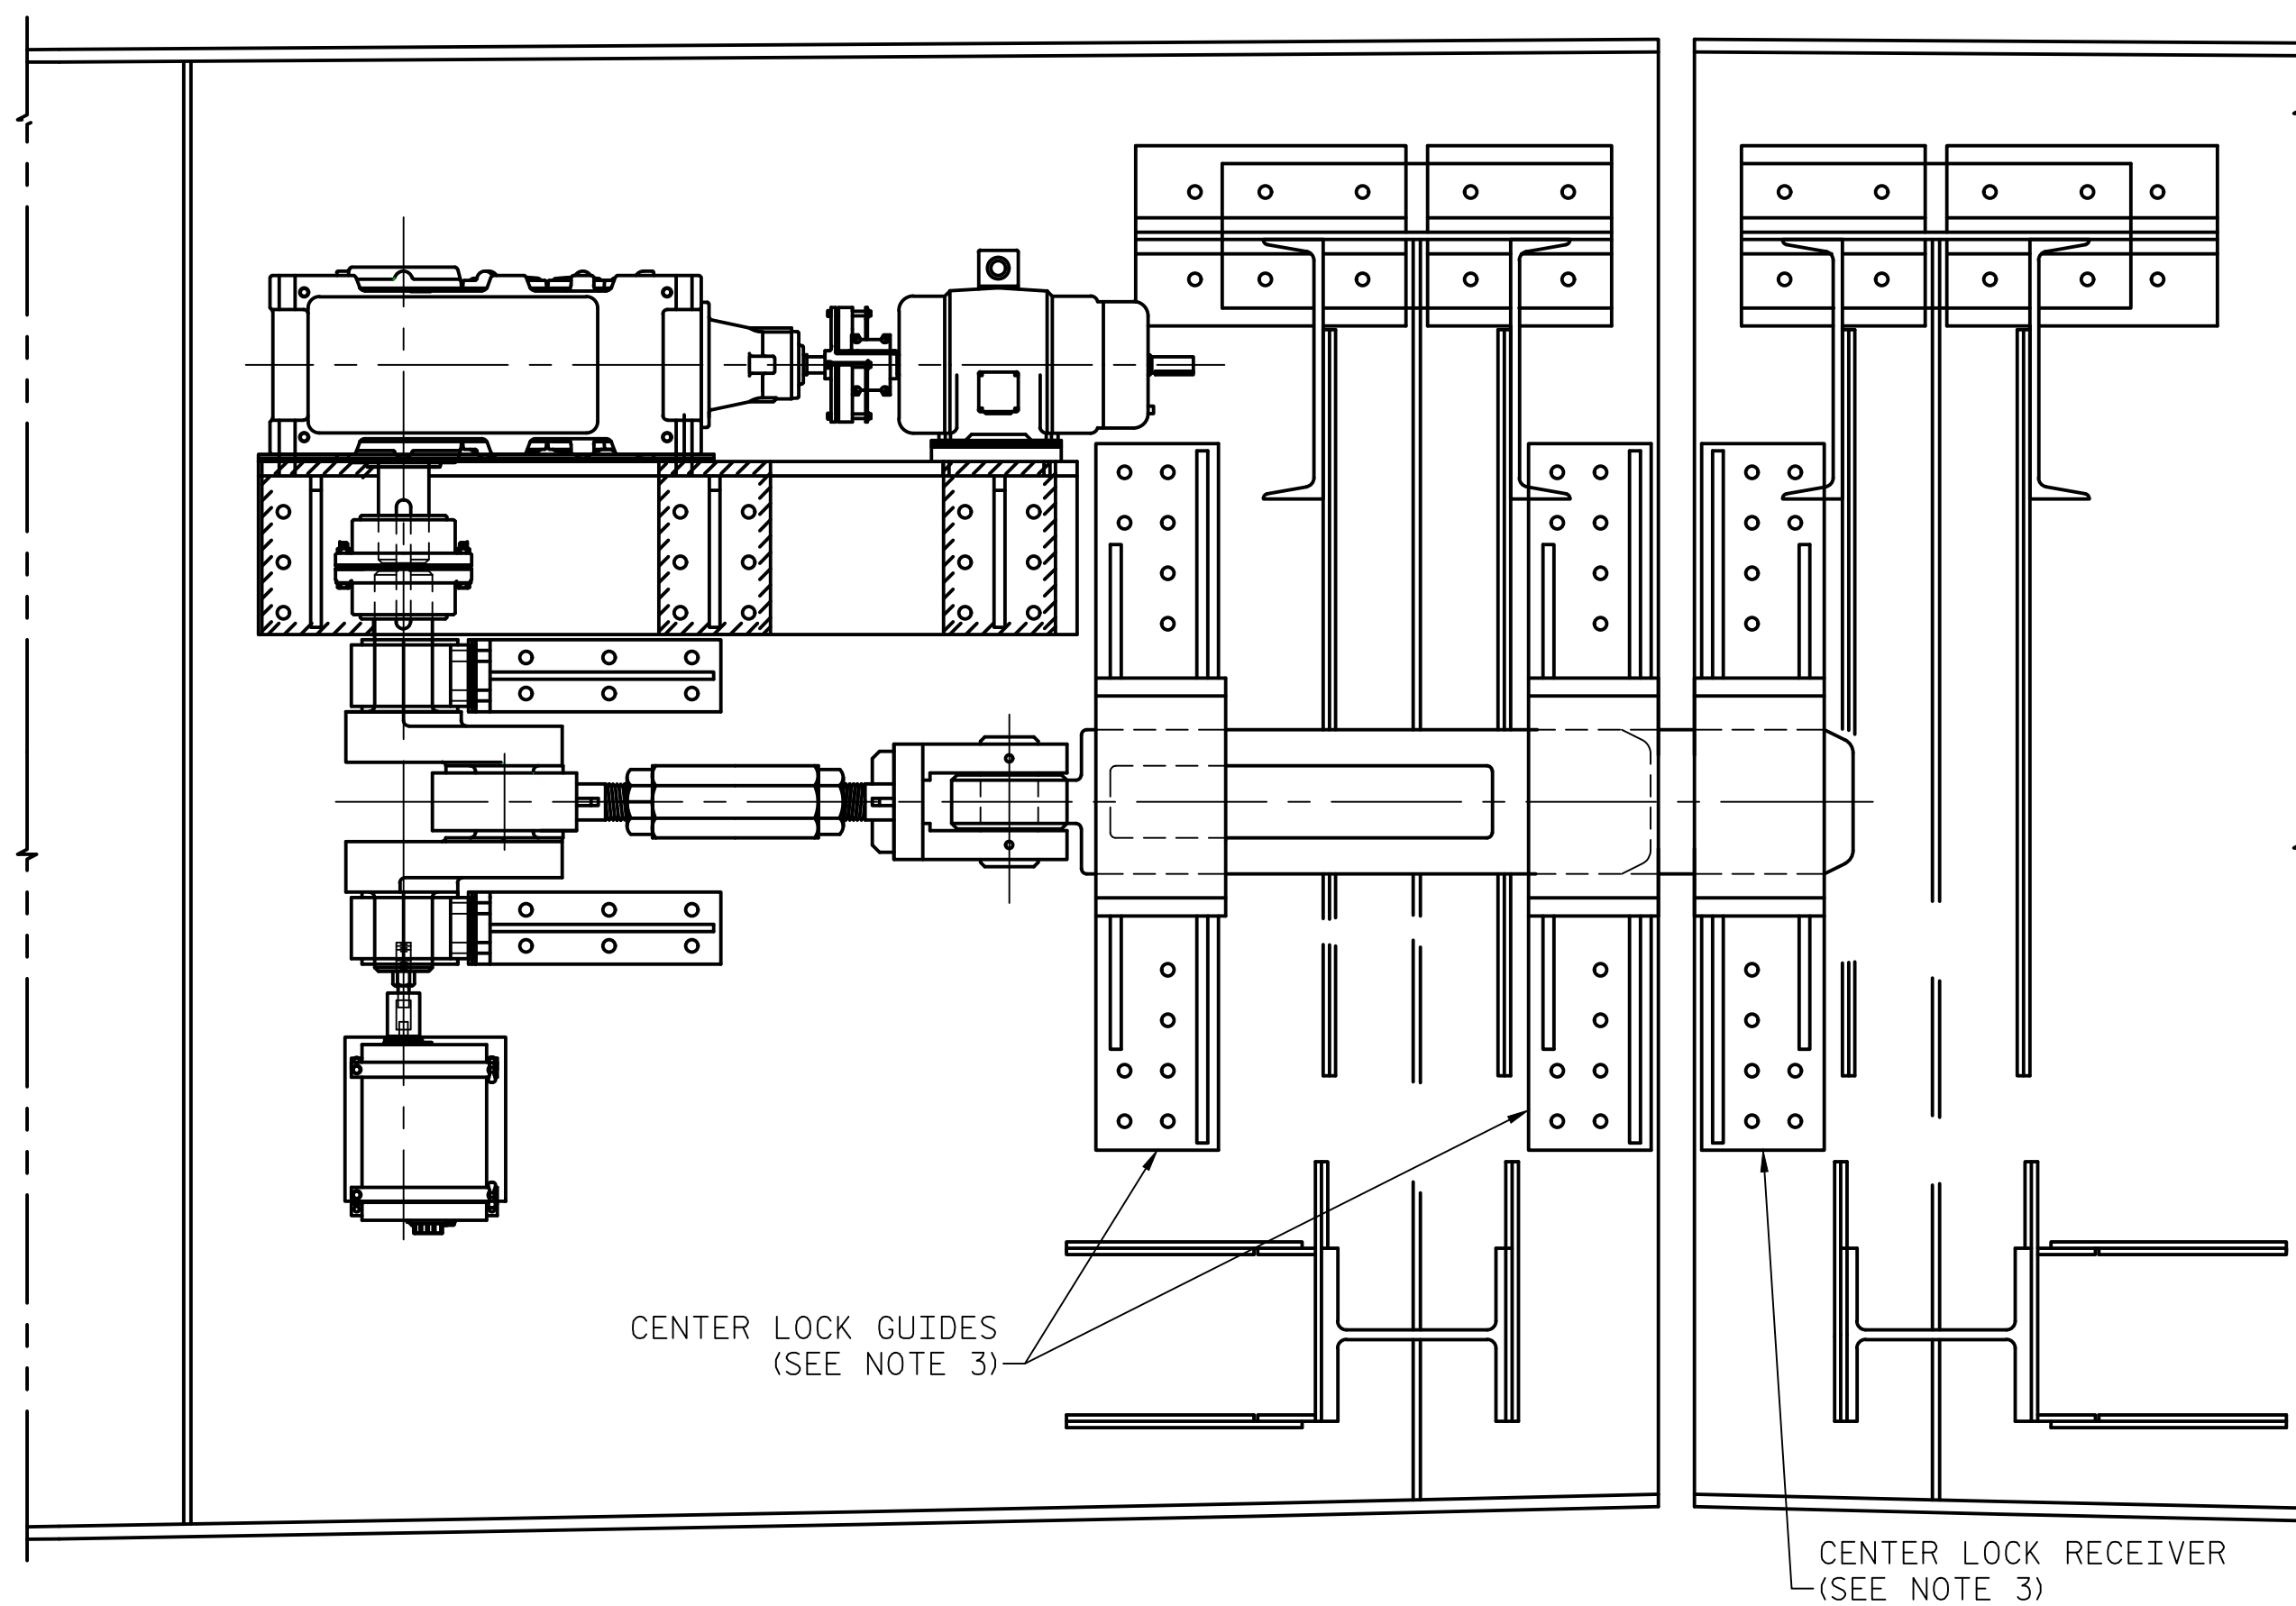 CENTER LOCK GUIDES
(SEE NOTE 3)
CENTER LOCK RECEIVER
(SEE NOTE 3)